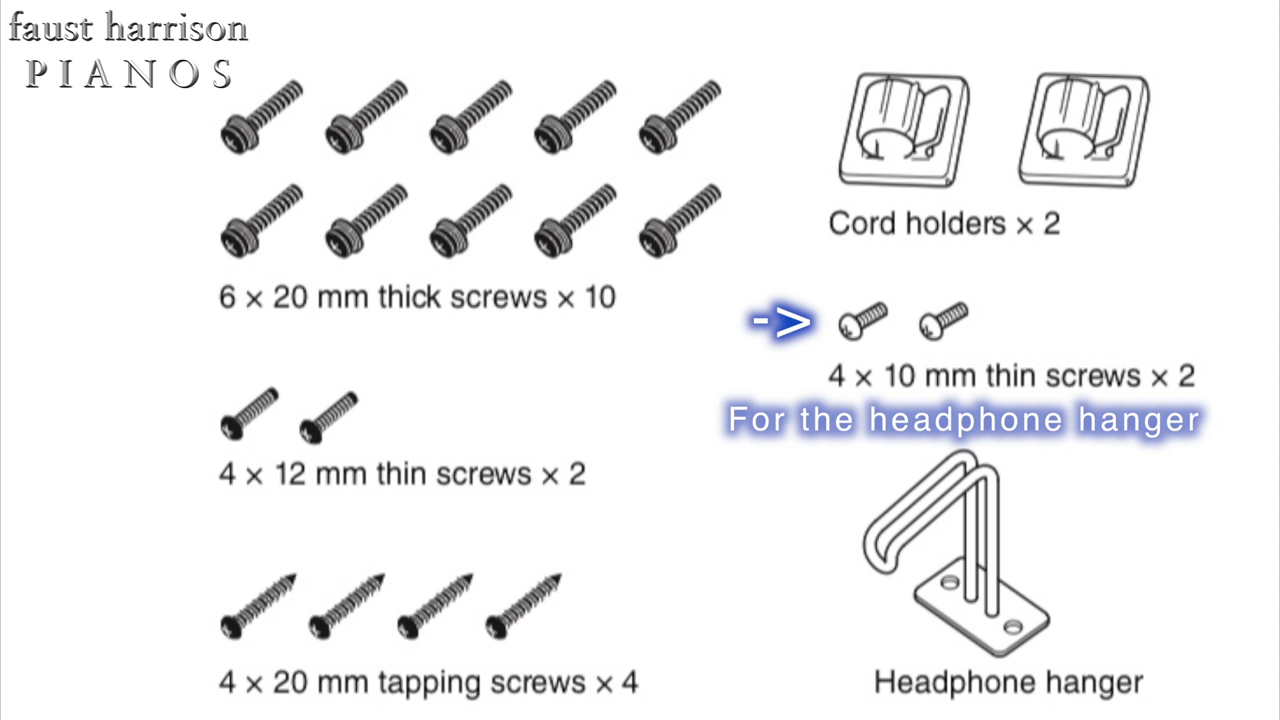 faust harrison
PIANOS
6 × 20 mm thick screws × 10
4 × 12 mm thin screws × 2
4 × 20 mm tapping screws × 4
Cord holders × 2
->
4 × 10 mm thin screws × 2
For the headphone hanger
Headphone hanger